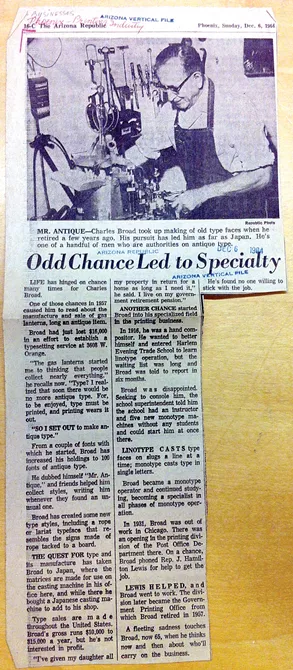 BUSINESSES
Phoenix Printing Industry
ARIZONA VERTICAL FILE
16-C The Arizona Republic
Phoenix, Sunday, Dec. 6, 1964
Republic Photo
MR. ANTIQUE—Charles Broad took up making of old type faces when he
retired a few years ago. His pursuit has led him as far as Japan. He's
one of a handful of men who are authorities on antique type.
ARIZONA REPUBLIC
DEC 6 1964
Odd Chance Led to Specialty
ARIZONA VERTICAL FILE
LIFE has hinged on chance
many times for Charles
Broad.
One of those chances in 1957
caused him to read about the
manufacture and sale of gas
lanterns, long an antique item.
Broad had just lost $16,000
in an effort to establish a
typesetting service at 3608 W.
Orange.
"The gas lanterns started
me to thinking that people
collect nearly everything,"
he recalls now. "Type? I real-
ized that soon there would be
no more antique type. For,
to be enjoyed, type must be
printed, and printing wears it
out.
"SO I SET OUT to make an-
tique type."
From a couple of fonts with
which he started, Broad has
increased his holdings to 100
fonts of antique type.
He dubbed himself "Mr. An-
tique," and friends helped him
collect styles, writing him
whenever they found an un-
usual one.
Broad has created some new
type styles, including a rope
or lariat typeface that re-
sembles the signs made of
rope tacked to a board.
THE QUEST for type and
its manufacture has taken
Broad to Japan, where the
matrices are made for use on
the casting machine in his of-
fice here, and while there he
bought a Japanese casting ma-
chine to add to his shop.
Type sales are made
throughout the United States.
Broad's gross runs $10,000 to
$15,000 a year, but he's not
interested in profit.
"I've given my daughter all
my property in return for a
home as long as I need it,"
he said. I live on my govern-
ment retirement pension."
ANOTHER CHANCE started
Broad into his specialized field
in the printing business.
In 1916, he was a hand com-
positor. He wanted to better
himself and entered Harlem
Evening Trade School to learn
linotype operation, but the
waiting list was long and
Broad was told to report in
six months.
Broad was disappointed.
Seeking to console him, the
school superintendent told him
the school had an instructor
and five new monotype ma-
chines without any students
and could start him at once
there.
LINOTYPE CASTS type
faces on slugs a line at a
time; monotype casts type in
single letters.
Broad became a monotype
operator and continued study-
ing, becoming a specialist in
all phases of monotype oper-
ation.
In 1931, Broad was out of
work in Chicago. There was
an opening in the printing divi-
sion of the Post Office De-
partment there. On a chance,
Broad phoned Rep. J. Hamil-
ton Lewis for help to get the
job.
LEWIS HELPED, and
Broad went to work. The divi-
sion later became the Govern-
ment Printing Office from
which Broad retired in 1957.
A fleeting sadness touches
Broad, now 65, when he thinks
now and then about who'll
carry on the business.
He's found no one willing to
stick with the job.